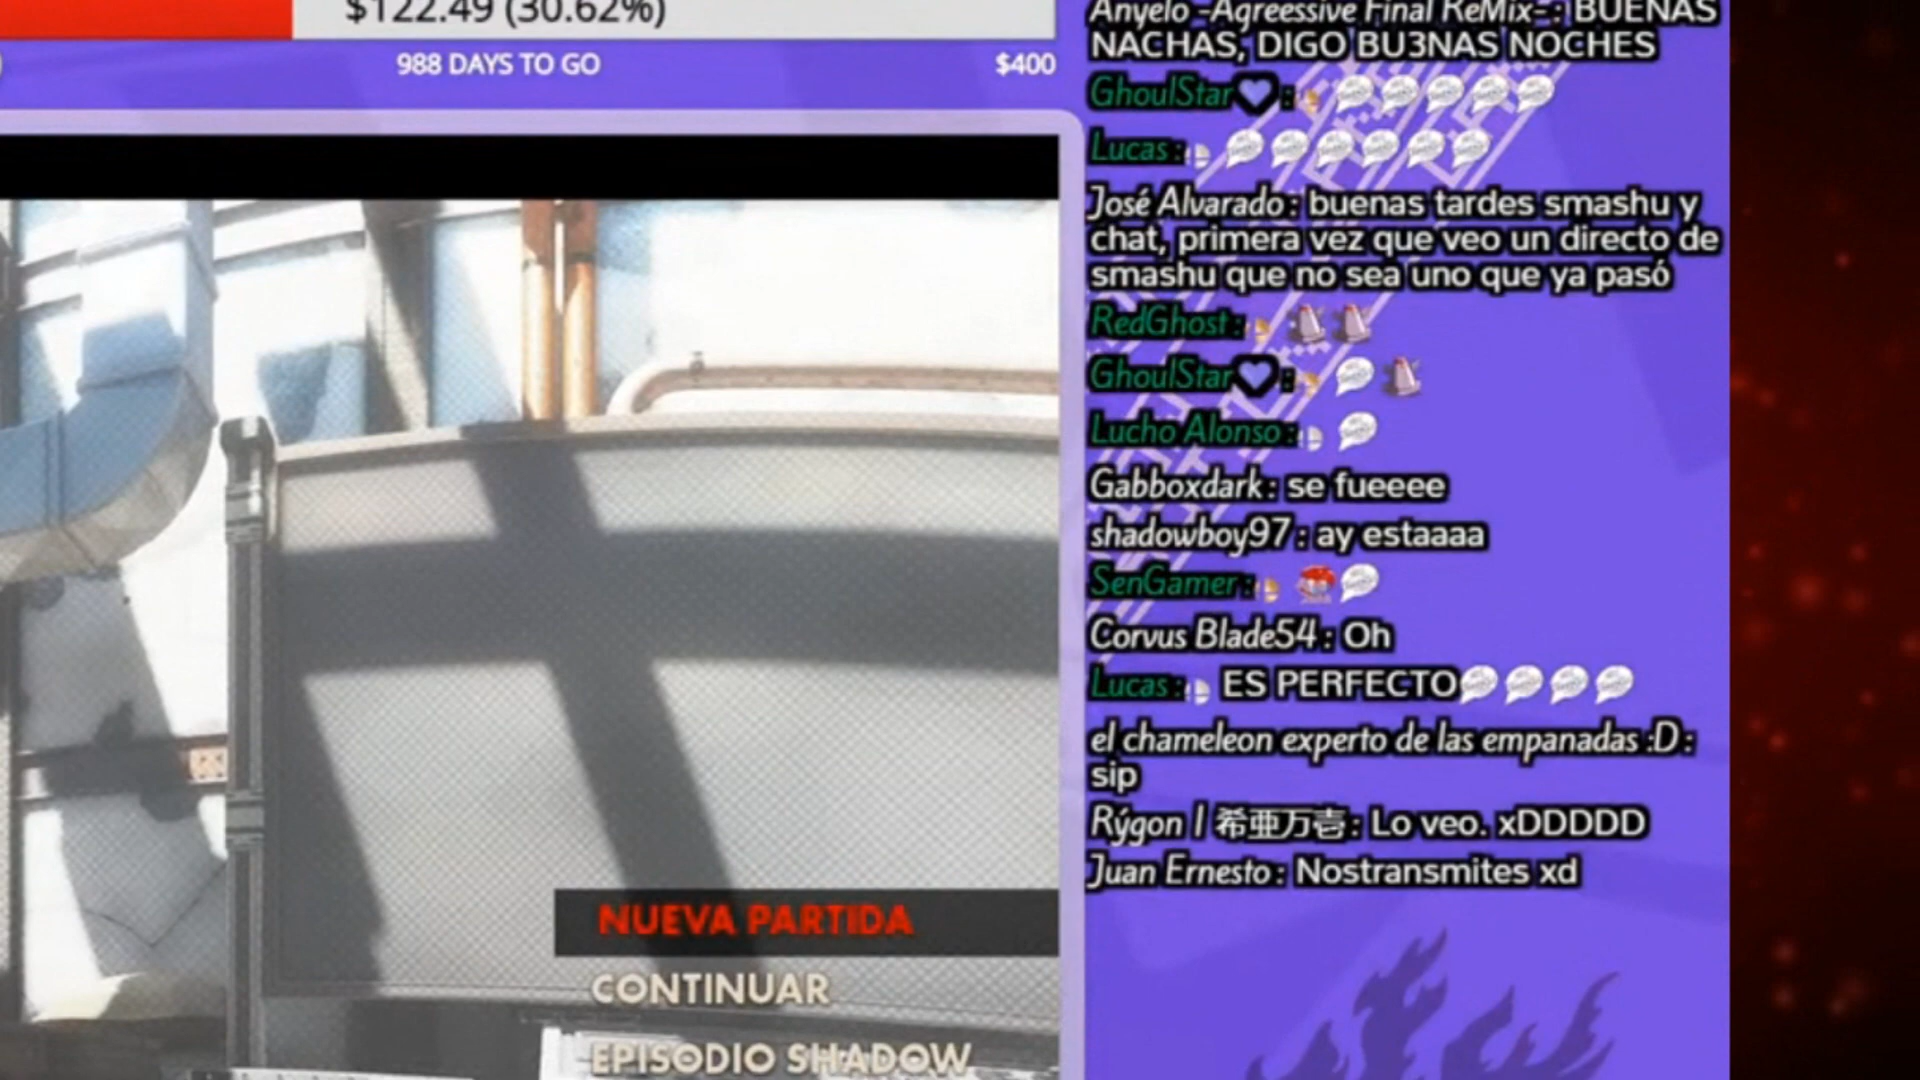 $122.49 (30.62%)
988 DAYS TO GO
$400
Anyelo -Agreessive Final ReMix- : BUENAS
NACHAS, DIGO BU3NAS NOCHES
GhoulStar :
Lucas :
José Alvarado : buenas tardes smashu y
chat, primera vez que veo un directo de
smashu que no sea uno que ya pasó
RedGhost :
GhoulStar :
Lucho Alonso :
Gabboxdark : se fueeee
shadowboy97 : ay estaaaa
SenGamer :
Corvus Blade54 : Oh
Lucas : ES PERFECTO
el chameleon experto de las empanadas :D :
sip
Rýgon | 希亜万壱 : Lo veo. xDDDDD
Juan Ernesto : Nostransmites xd
NUEVA PARTIDA
CONTINUAR
EPISODIO SHADOW